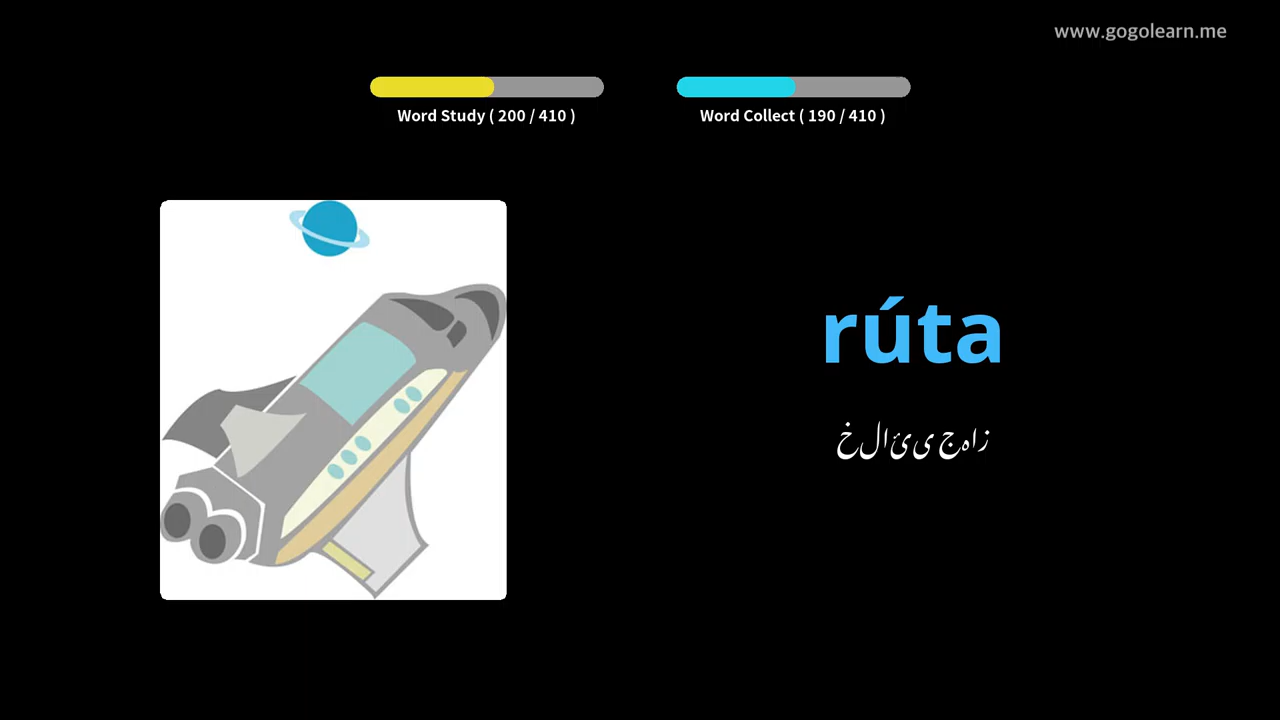 www.gogolearn.me
Word Study ( 200 / 410 )
Word Collect ( 190 / 410 )
rúta
خلائی جہاز